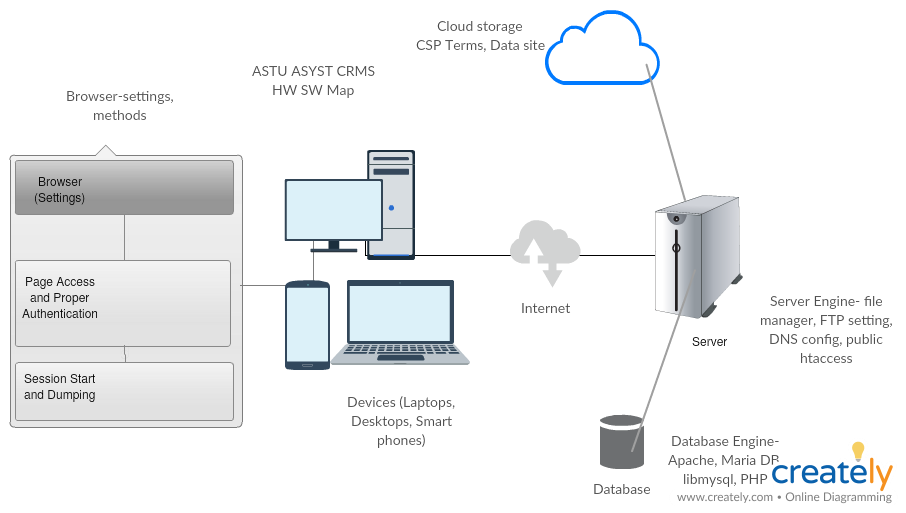 Cloud storage
CSP Terms, Data site
ASTU ASYST CRMS
HW SW Map
Browser-settings,
methods
Browser
(Settings)
Page Access
and Proper
Authentication
Session Start
and Dumping
Internet
Devices (Laptops,
Desktops, Smart
phones)
Server
Server Engine- file
manager, FTP setting,
DNS config, public
htaccess
Database
Database Engine-
Apache, Maria DB,
libmysql, PHP
creately
www.creately.com • Online Diagramming